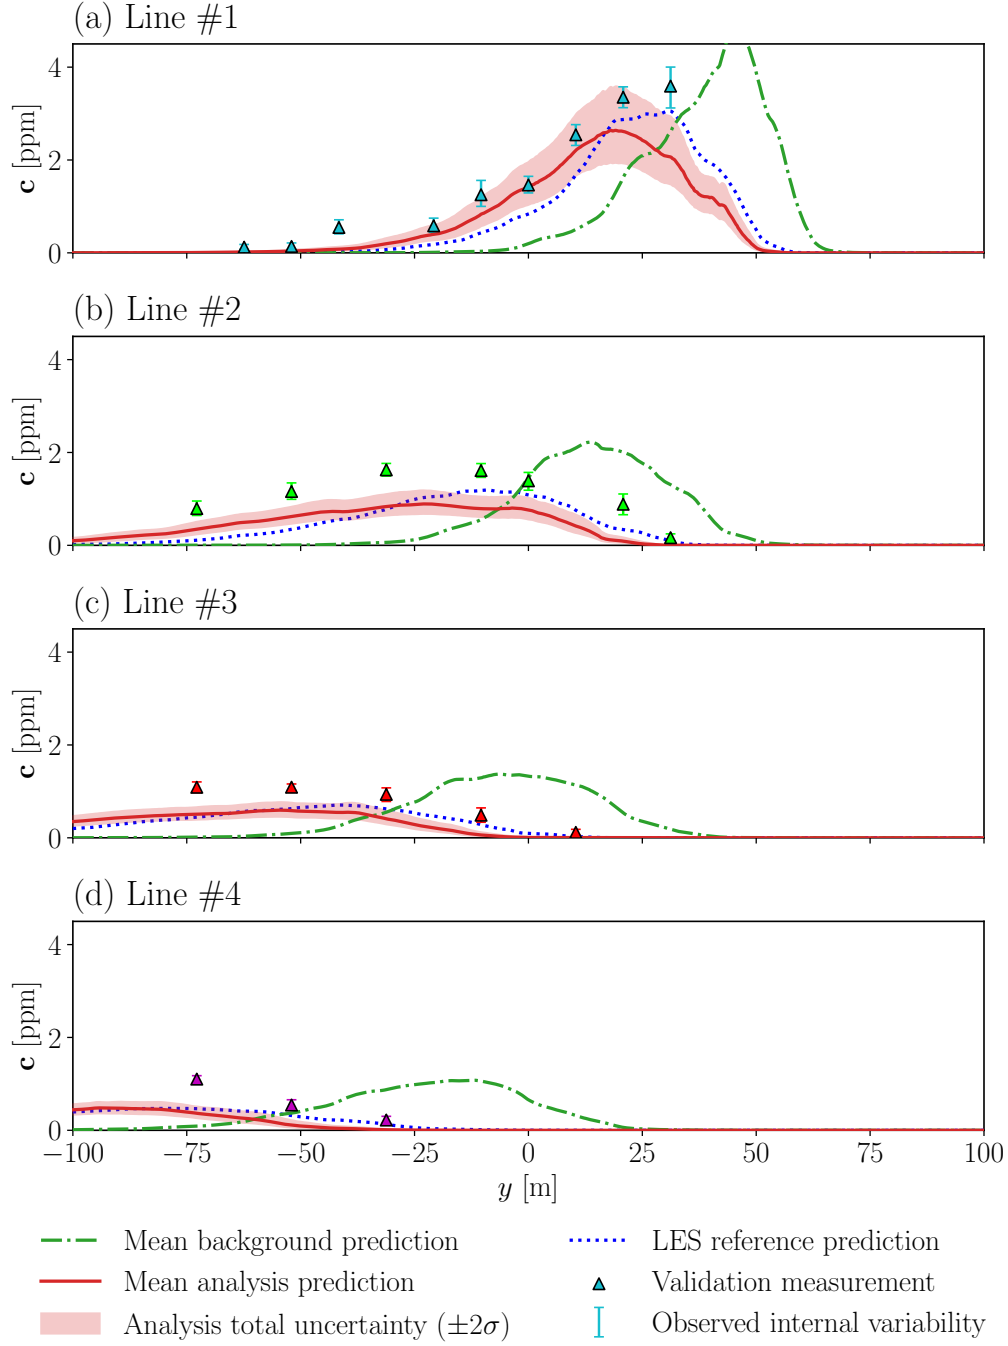 (a) Line #1
4
2
0
c [ppm]
(b) Line #2
4
2
0
c [ppm]
(c) Line #3
4
2
0
c [ppm]
(d) Line #4
4
2
0
c [ppm]
−100 −75 −50 −25 0 25 50 75 100
y [m]
Mean background prediction
Mean analysis prediction
Analysis total uncertainty (±2σ)
LES reference prediction
Validation measurement
Observed internal variability